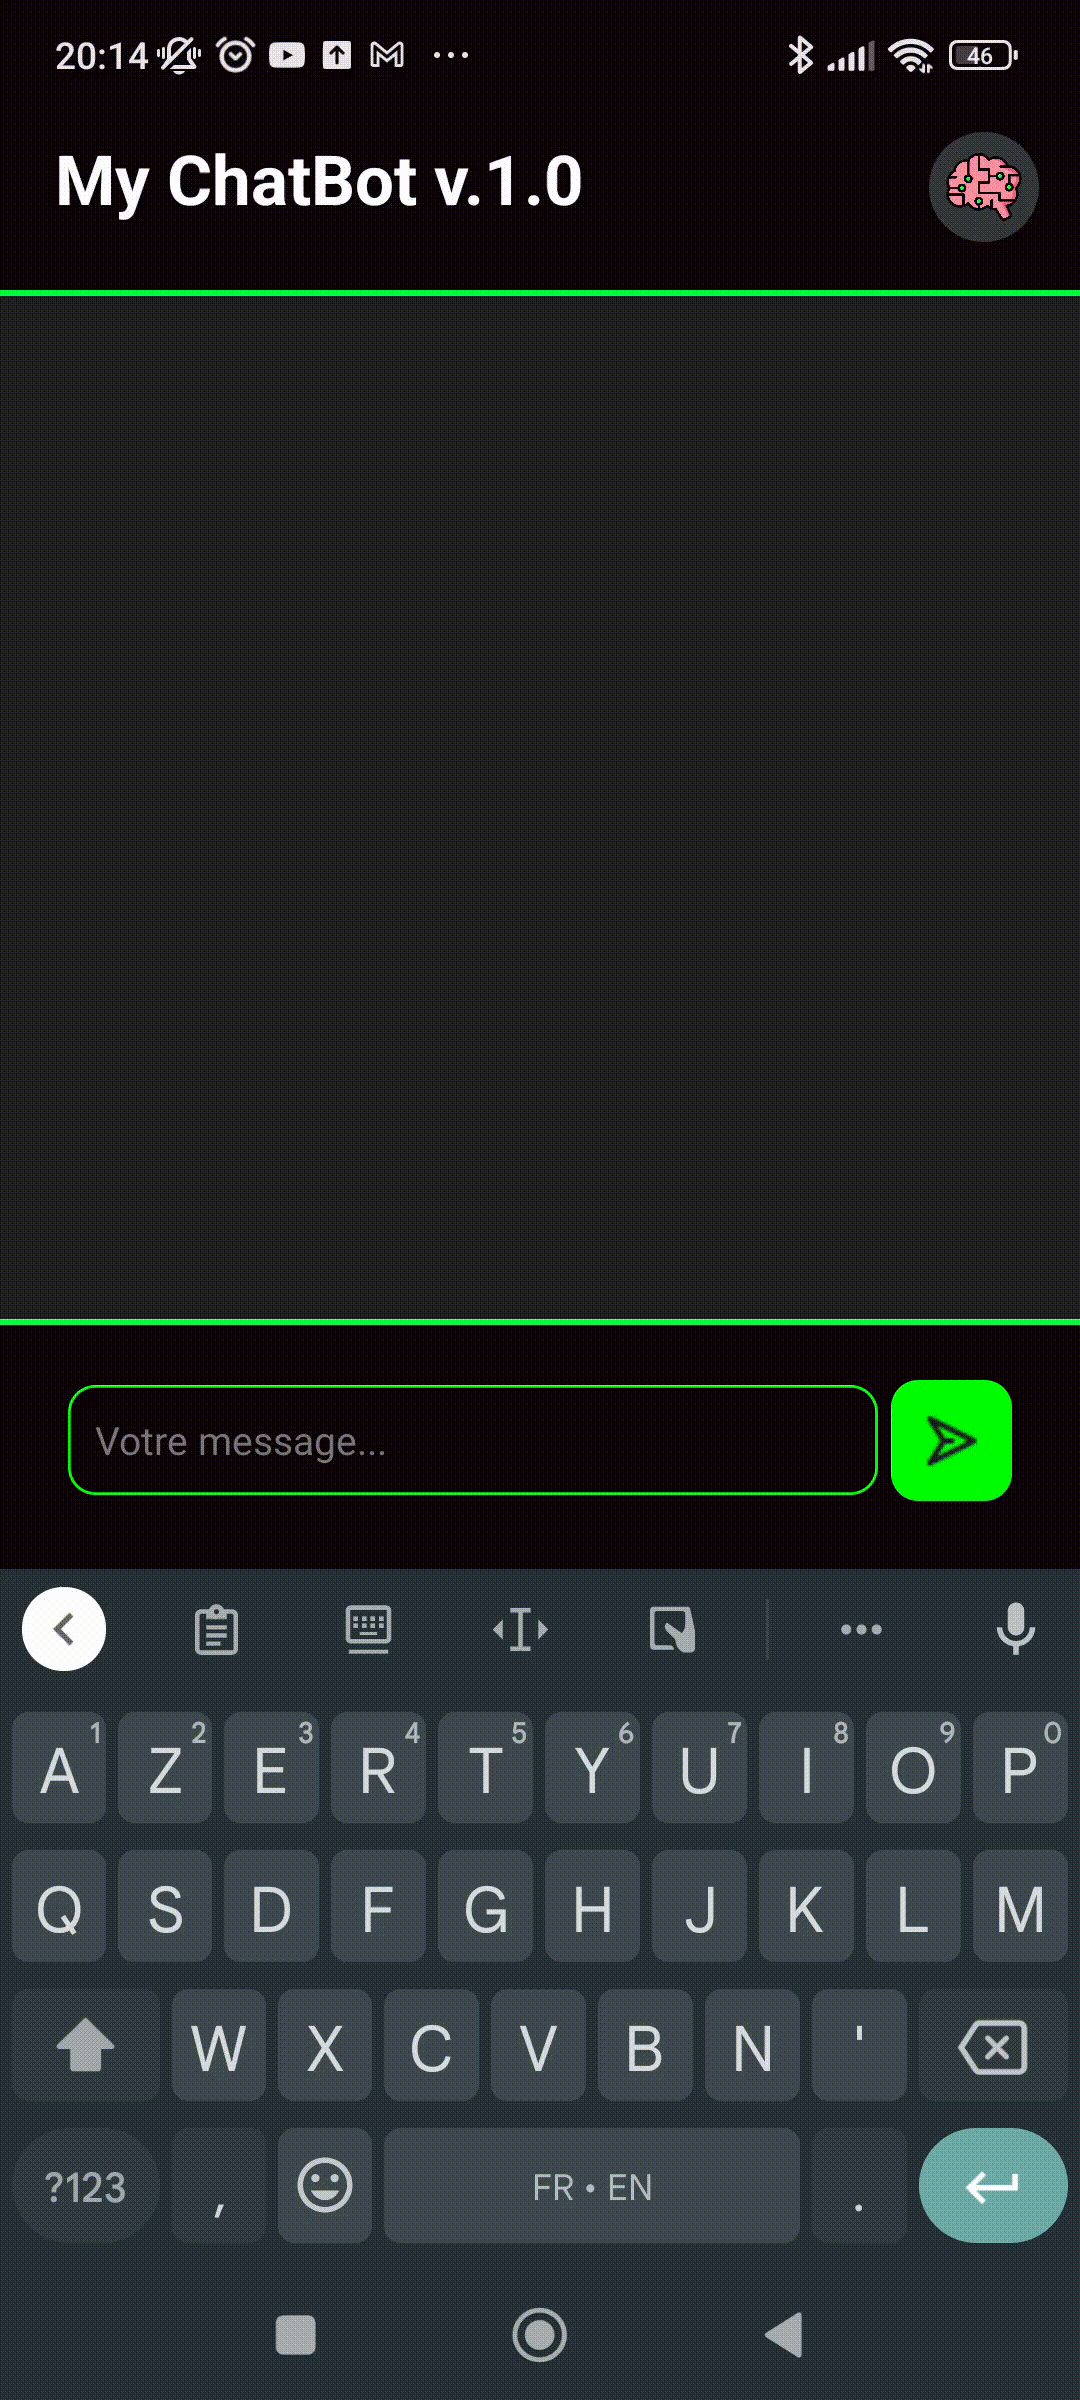 20:14 46
My ChatBot v.1.0
Votre message...
1 2 3 4 5 6 7 8 9 0
A Z E R T Y U I O P
Q S D F G H J K L M
W X C V B N '
?123 , FR • EN .